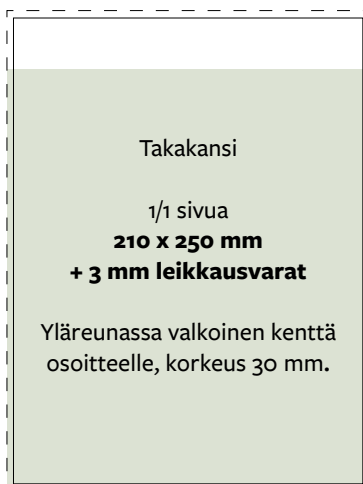 Takakansi
1/1 sivua
210 x 250 mm
+ 3 mm leikkausvarat
Yläreunassa valkoinen kenttä
osoitteelle, korkeus 30 mm.